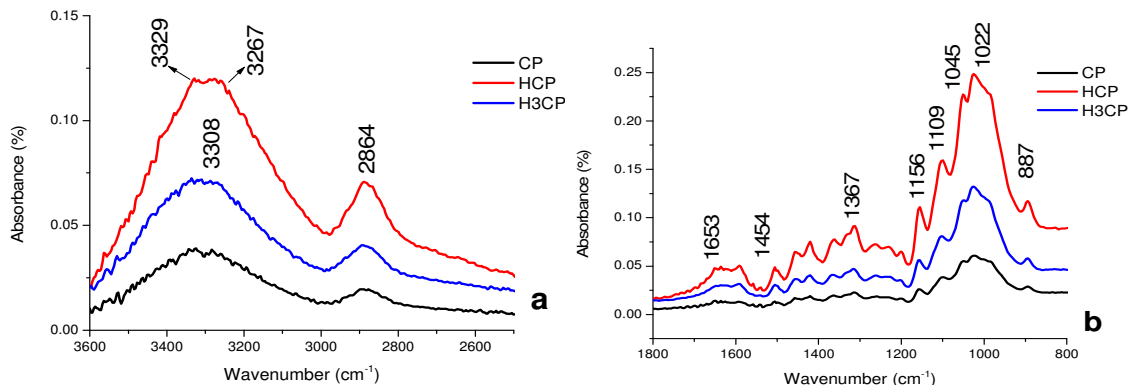 0.15
0.10
0.05
0.00
Absorbance (%)
3600
3400
3200
3000
2800
2600
Wavenumber (cm⁻¹)
3329
3267
3308
2864
CP
HCP
H3CP
a
0.25
0.20
0.15
0.10
0.05
0.00
Absorbance (%)
1800
1600
1400
1200
1000
800
Wavenumber (cm⁻¹)
1653
1454
1367
1156
1109
1045
1022
887
CP
HCP
H3CP
b